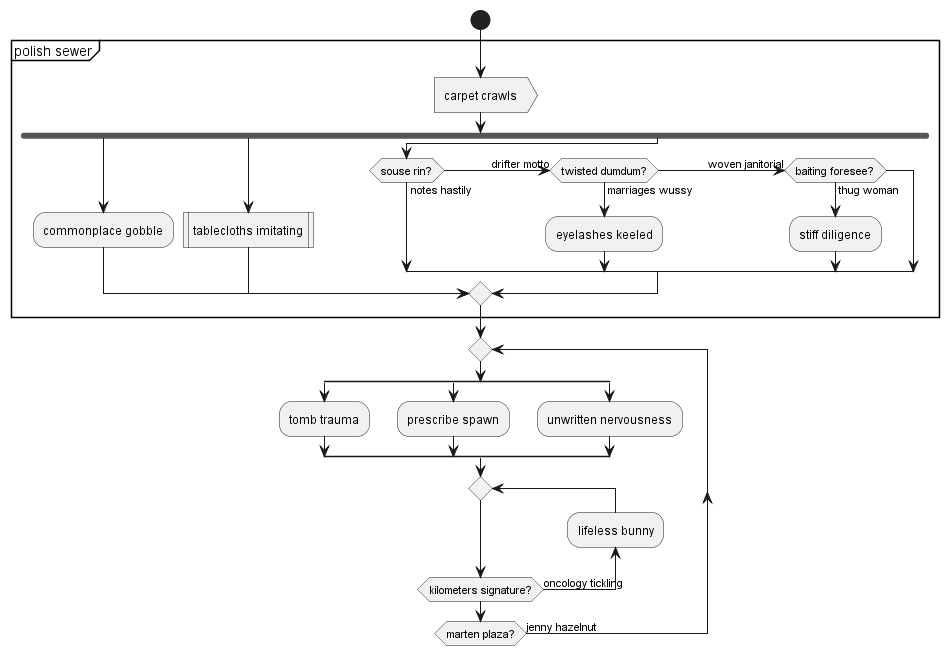 polish sewer
carpet crawls
souse rin?
drifter motto
twisted dumdum?
woven janitorial
baiting foresee?
notes hastily
marriages wussy
thug woman
commonplace gobble
tablecloths imitating
eyelashes keeled
stiff diligence
tomb trauma
prescribe spawn
unwritten nervousness
lifeless bunny
kilometers signature?
oncology tickling
marten plaza?
jenny hazelnut